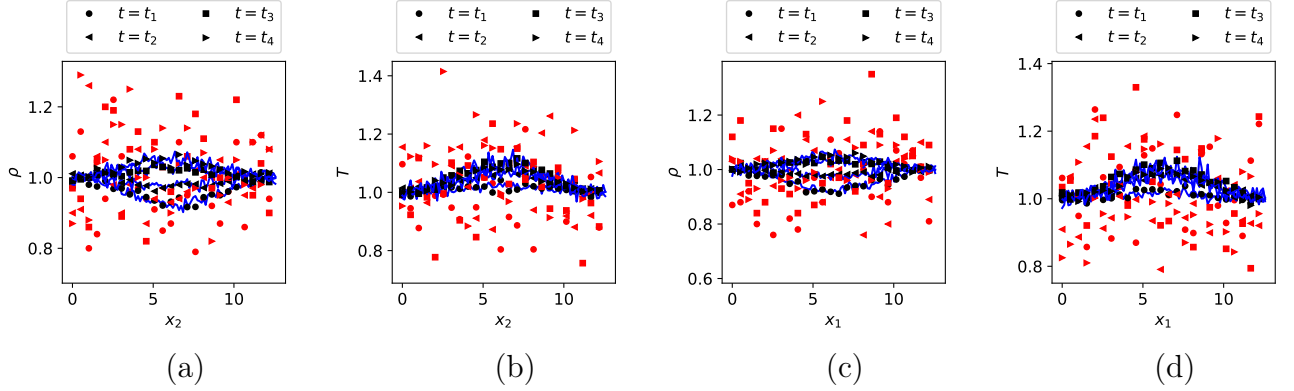 t = t1 t = t3
t = t2 t = t4
1.2
1.0
0.8
ρ
0 5 10
x2
(a)
t = t1 t = t3
t = t2 t = t4
1.4
1.2
1.0
0.8
T
0 5 10
x2
(b)
t = t1 t = t3
t = t2 t = t4
1.4
1.2
1.0
0.8
0.6
ρ
0 5 10
x1
(c)
t = t1 t = t3
t = t2 t = t4
1.4
1.2
1.0
0.8
T
0 5 10
x1
(d)